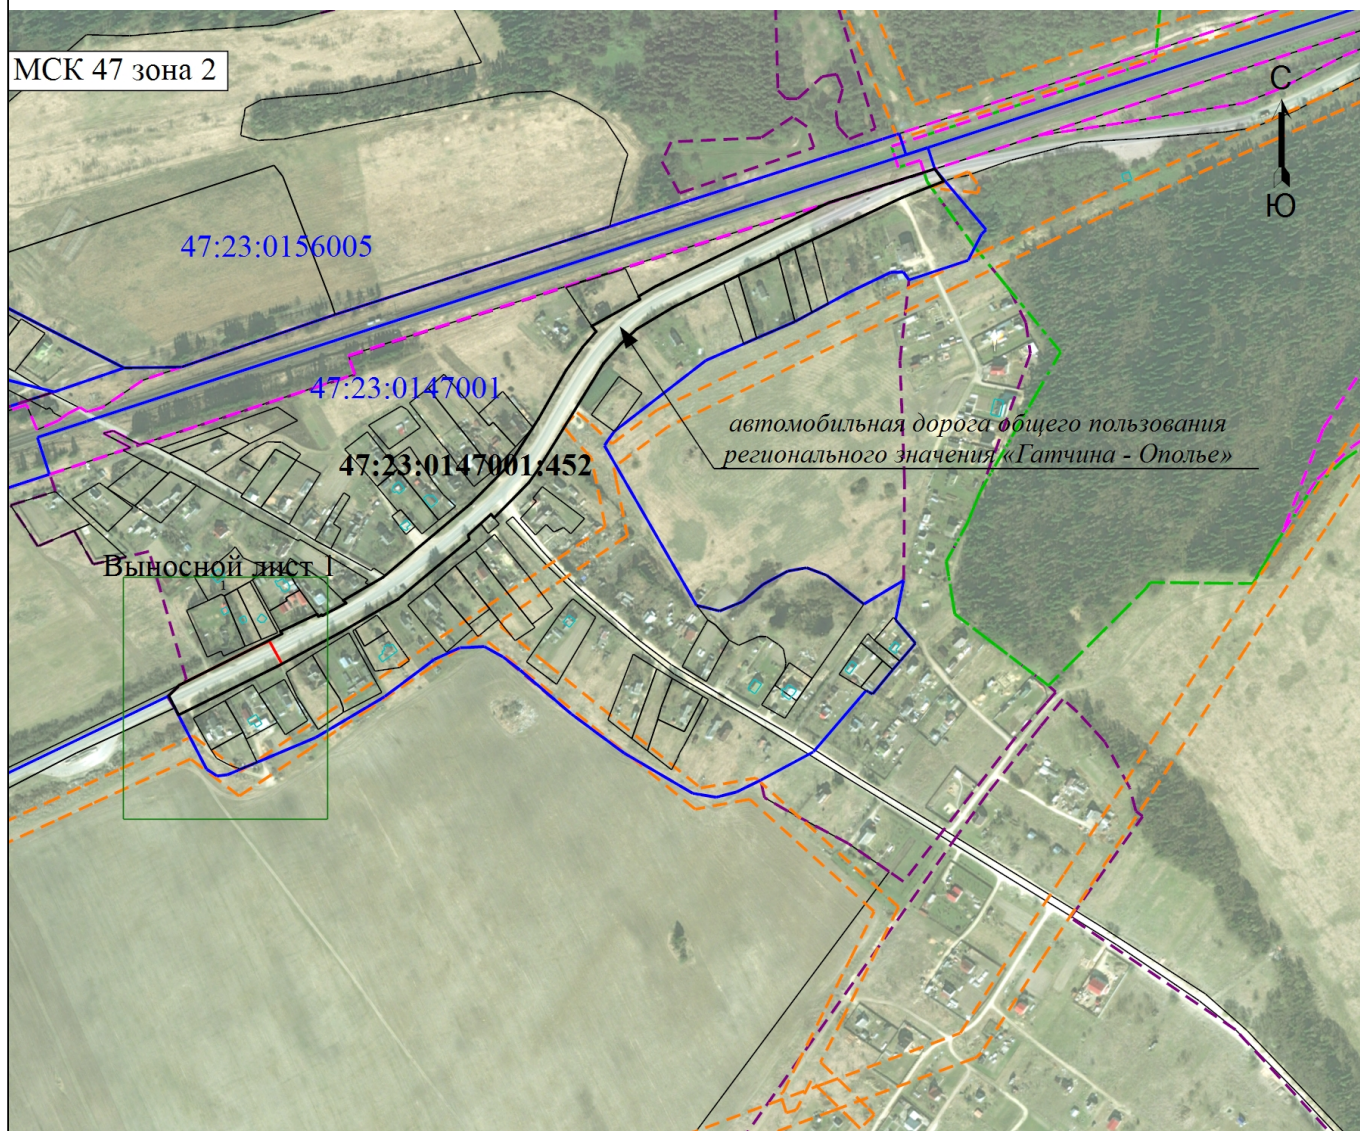 МСК 47 зона 2
С
Ю
47:23:0156005
47:23:0147001
автомобильная дорога общего пользования
регионального значения «Гатчина - Ополье»
47:23:0147001:452
Выносной лист 1
1